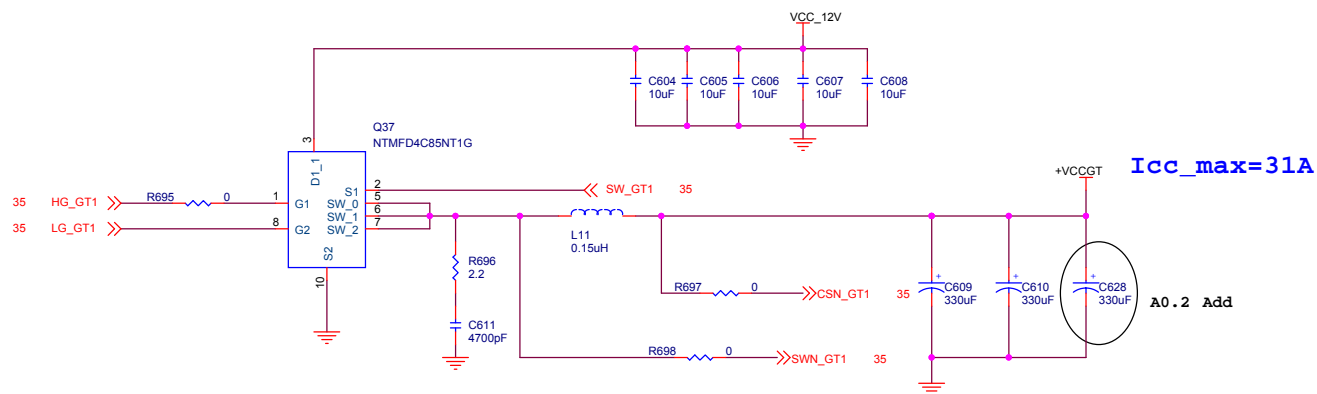 VCC_12V
C604
10uF
C605
10uF
C606
10uF
C607
10uF
C608
10uF
Q37
NTMFD4C85NT1G
3
D1_1
Icc_max=31A
+VCCGT
35 HG_GT1 R695 0 1 G1
35 LG_GT1 8 G2
S1 2 SW_GT1 35
SW_0 5
SW_1 6
SW_2 7
S2
10
L11
0.15uH
R696
2.2
C611
4700pF
R697 0 CSN_GT1 35
R698 0 SWN_GT1 35
+ C609
330uF
+ C610
330uF
+ C628
330uF
A0.2 Add